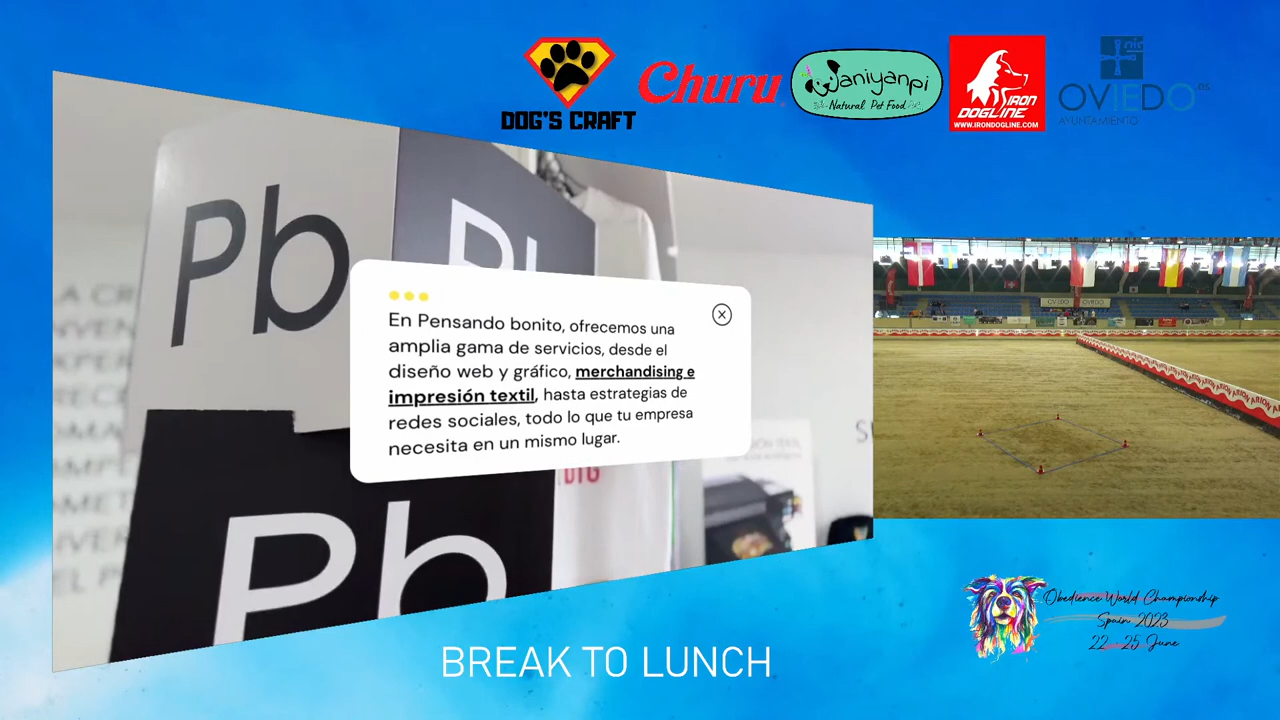 DOG'S CRAFT
Churu
Waniyanpi
Natural Pet Food
IRON
DOGLINE
WWW.IRONDOGLINE.COM
OVIEDO
AYUNTAMIENTO
Pb
En Pensando bonito, ofrecemos una
amplia gama de servicios, desde el
diseño web y gráfico, merchandising e
impresión textil, hasta estrategias de
redes sociales, todo lo que tu empresa
necesita en un mismo lugar.
DTG
Pb
OVIEDO OVIEDO
Obedience World Championship
Spain 2023
22 - 25 June
BREAK TO LUNCH